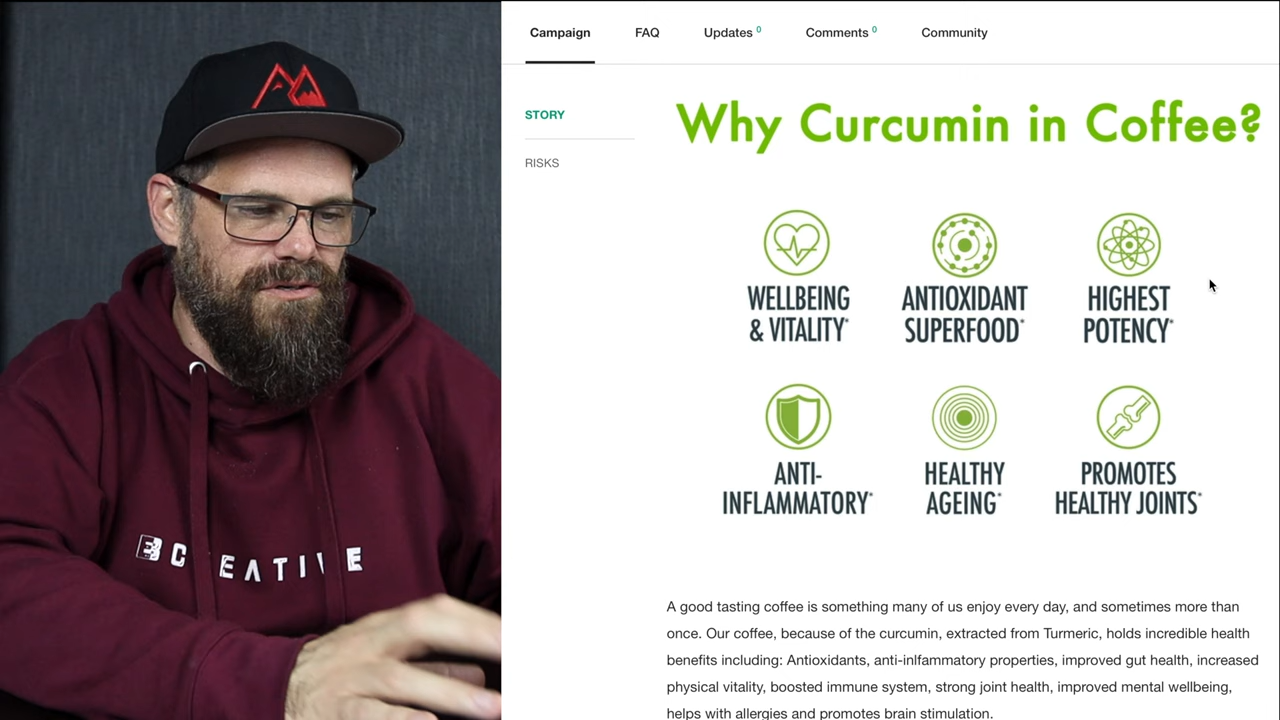 Campaign FAQ Updates 0 Comments 0 Community
STORY
RISKS
Why Curcumin in Coffee?
WELLBEING
& VITALITY*
ANTIOXIDANT
SUPERFOOD*
HIGHEST
POTENCY*
ANTI-
INFLAMMATORY*
HEALTHY
AGEING*
PROMOTES
HEALTHY JOINTS*
A good tasting coffee is something many of us enjoy every day, and sometimes more than
once. Our coffee, because of the curcumin, extracted from Turmeric, holds incredible health
benefits including: Antioxidants, anti-inlfammatory properties, improved gut health, increased
physical vitality, boosted immune system, strong joint health, improved mental wellbeing,
helps with allergies and promotes brain stimulation.